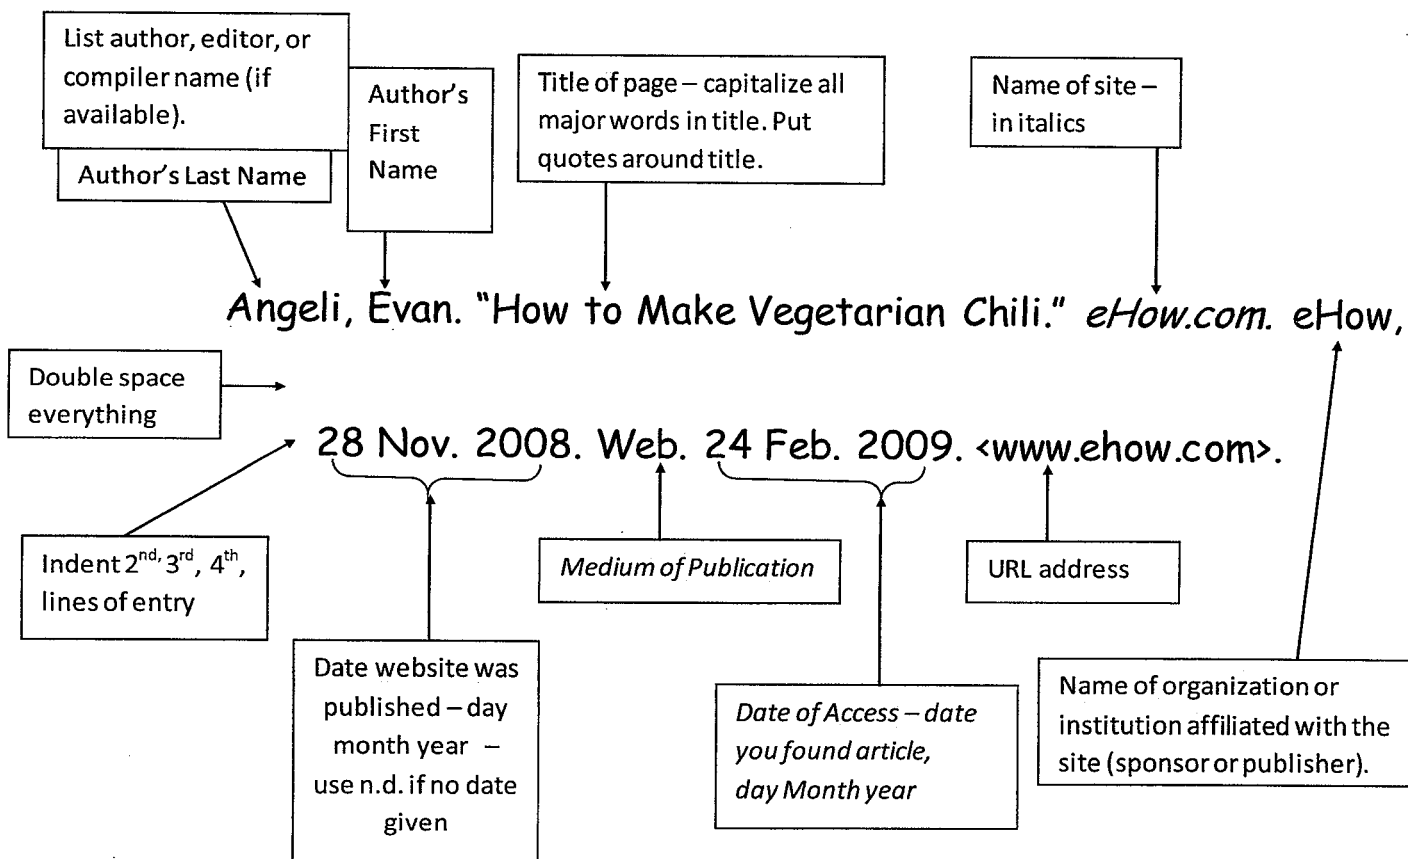 List author, editor, or
compiler name (if
available).
Author's Last Name
Author's
First
Name
Title of page – capitalize all
major words in title. Put
quotes around title.
Name of site –
in italics
Angeli, Evan. “How to Make Vegetarian Chili.” eHow.com. eHow,
Double space
everything
28 Nov. 2008. Web. 24 Feb. 2009. <www.ehow.com>.
Indent 2nd, 3rd, 4th,
lines of entry
Medium of Publication
URL address
Date website was
published – day
month year –
use n.d. if no date
given
Date of Access – date
you found article,
day Month year
Name of organization or
institution affiliated with the
site (sponsor or publisher).